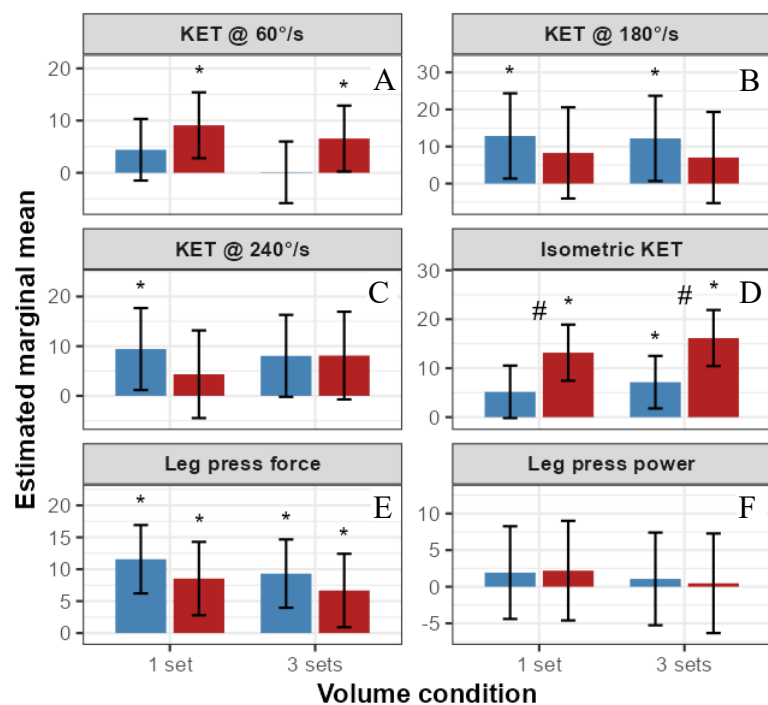 KET @ 60°/s
KET @ 180°/s
20
10
0
*
*
A
30
20
10
0
*
*
B
KET @ 240°/s
Isometric KET
20
10
0
*
C
30
20
10
0
#
*
*
#
*
D
Leg press force
Leg press power
20
15
10
5
0
*
*
*
*
E
10
5
0
-5
F
1 set
3 sets
1 set
3 sets
Estimated marginal mean
Volume condition